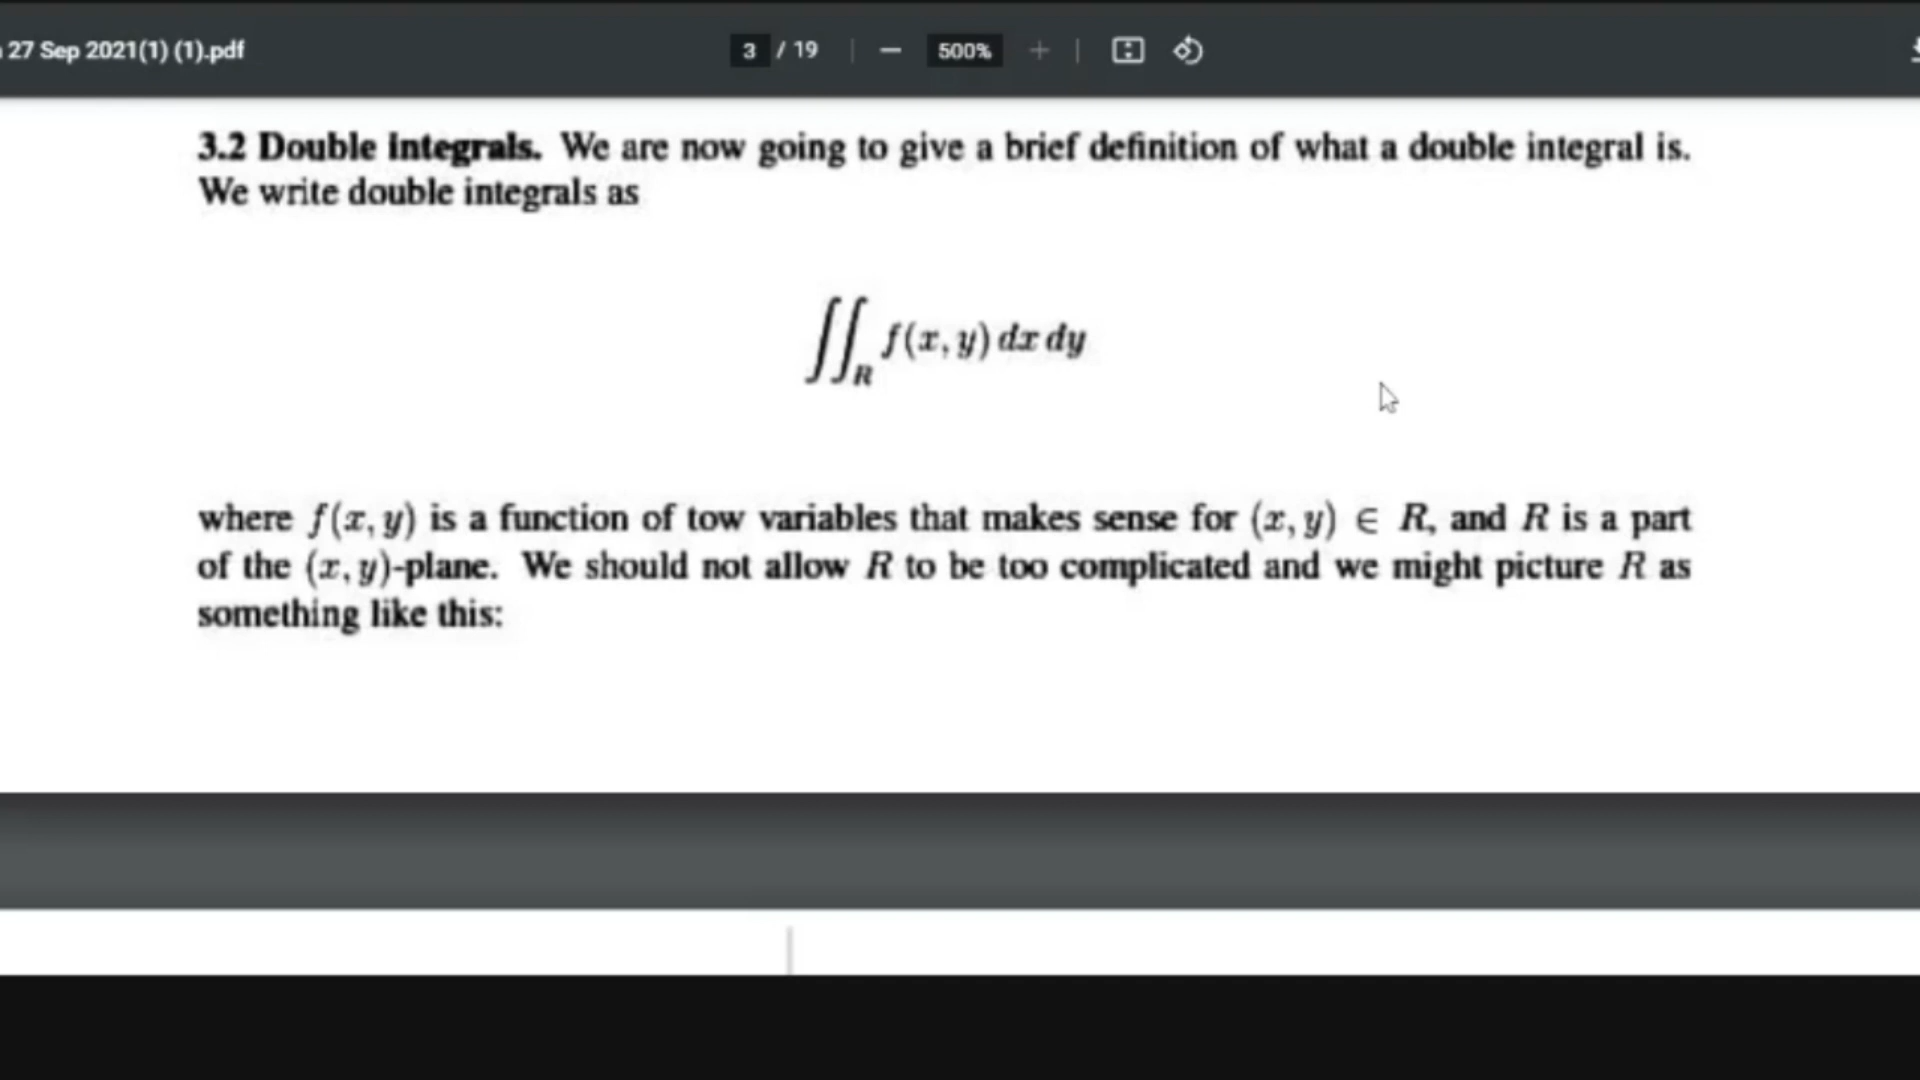 27 Sep 2021(1) (1).pdf
3 / 19
500%
3.2 Double integrals. We are now going to give a brief definition of what a double integral is.
We write double integrals as
∬_R f(x, y) dx dy
where f(x, y) is a function of tow variables that makes sense for (x, y) ∈ R, and R is a part
of the (x, y)-plane. We should not allow R to be too complicated and we might picture R as
something like this: